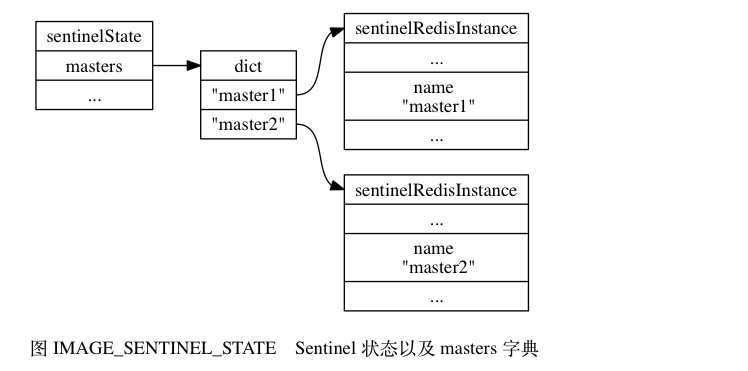 sentinelState
masters
...
dict
"master1"
"master2"
sentinelRedisInstance
...
name
"master1"
...
sentinelRedisInstance
...
name
"master2"
...
图 IMAGE_SENTINEL_STATE Sentinel 状态以及 masters 字典